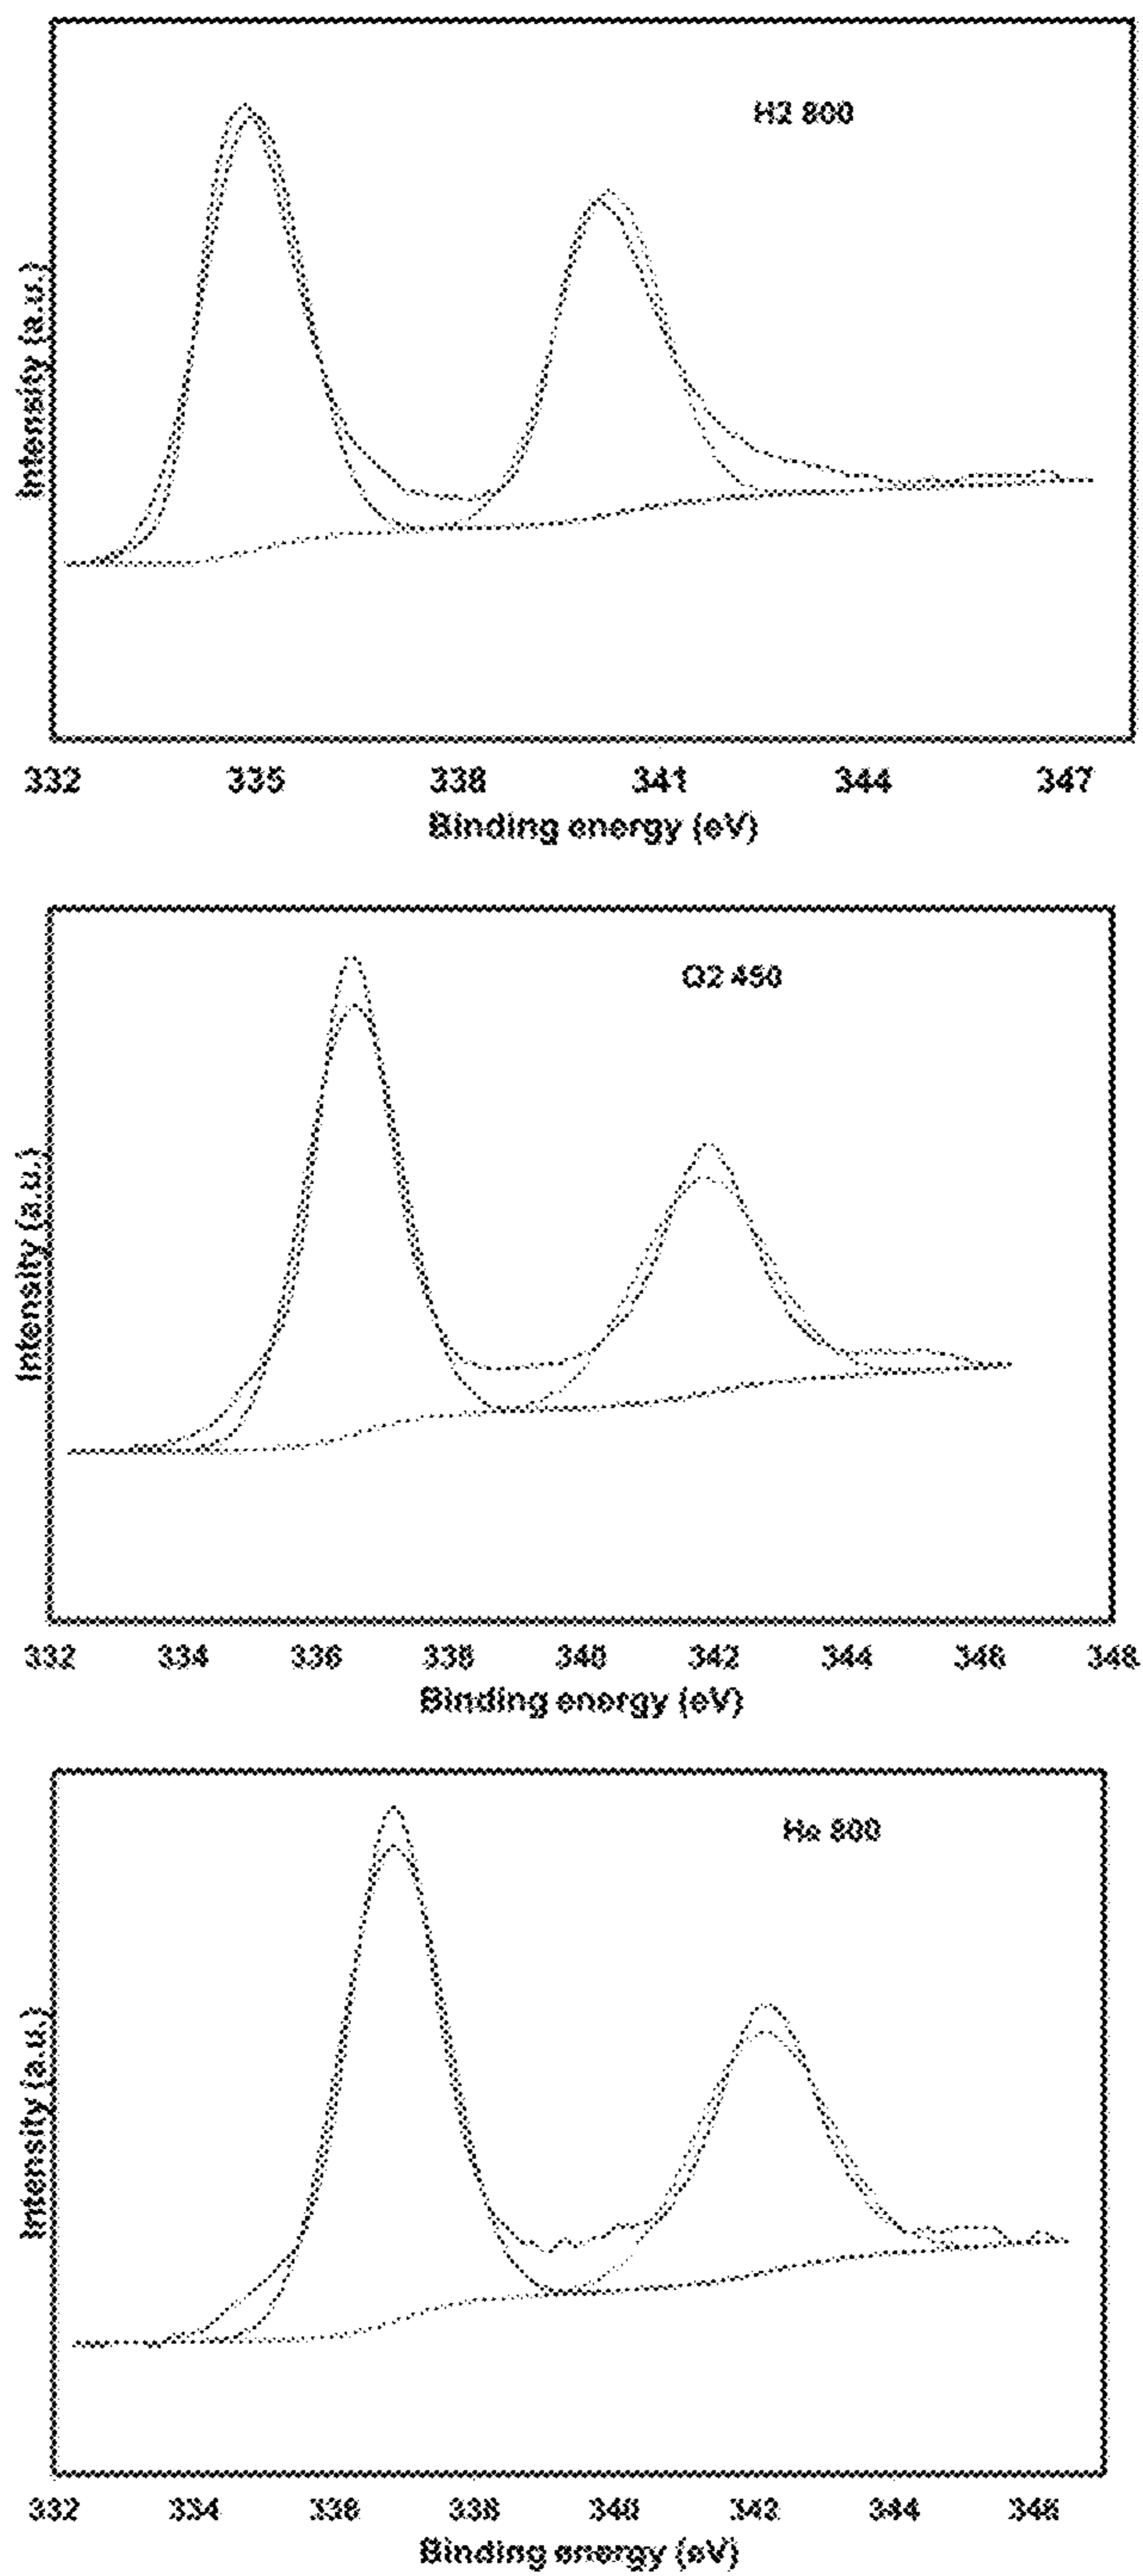 H2 800
Intensity (a.u.)
332 335 338 341 344 347
Binding energy (eV)
O2 450
Intensity (a.u.)
332 334 336 338 340 342 344 346 348
Binding energy (eV)
He 800
Intensity (a.u.)
332 334 336 338 340 342 344 346
Binding energy (eV)